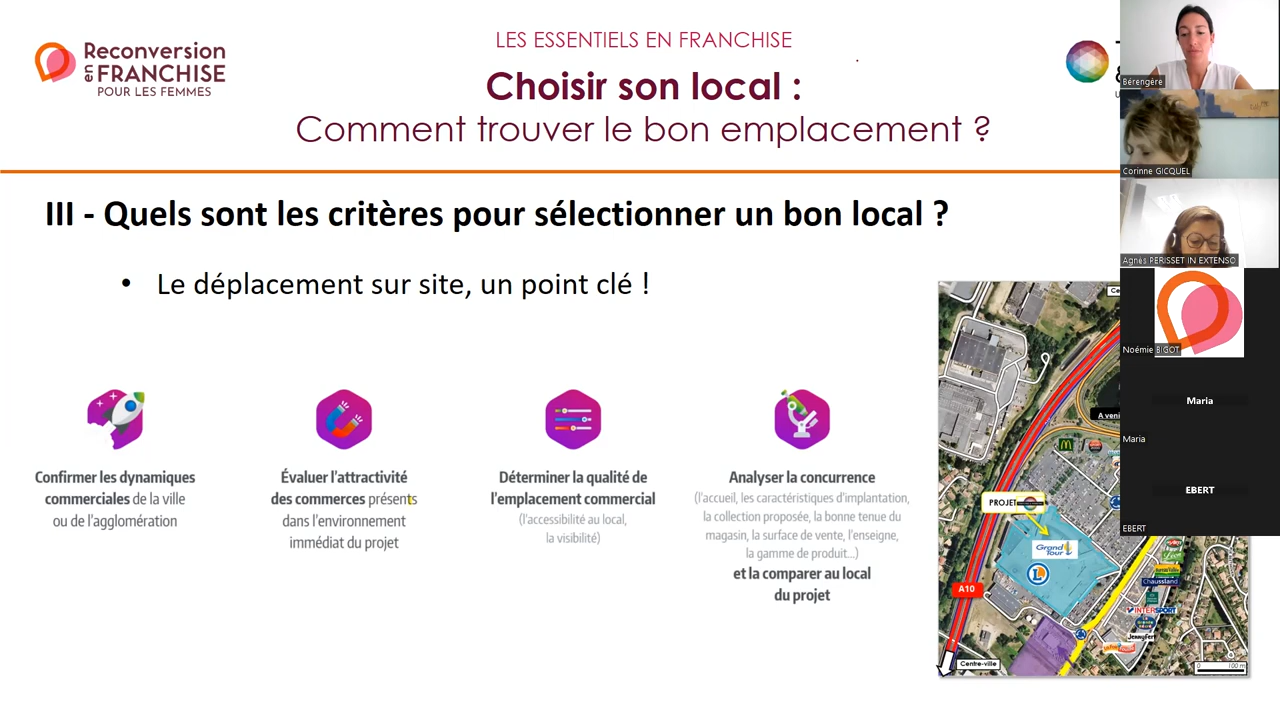 Reconversion
en FRANCHISE
POUR LES FEMMES
LES ESSENTIELS EN FRANCHISE
Choisir son local :
Comment trouver le bon emplacement ?
III - Quels sont les critères pour sélectionner un bon local ?
• Le déplacement sur site, un point clé !
Confirmer les dynamiques
commerciales de la ville
ou de l'agglomération
Évaluer l'attractivité
des commerces présents
dans l'environnement
immédiat du projet
Déterminer la qualité de
l'emplacement commercial
(l'accessibilité au local,
la visibilité)
Analyser la concurrence
(l'accueil, les caractéristiques d'implantation,
la collection proposée, la bonne tenue du
magasin, la surface de vente, l'enseigne,
la gamme de produit...)
et la comparer au local
du projet
A veni
PROJET
Grand Tour
L
A10
Chaussland
INTERSPORT
Jennyfer
Centre-ville
0 100 m
Bérengère
Corinne GICQUEL
Agnès PERISSET IN EXTENSO
Noémie BIGOT
Maria
Maria
EBERT
EBERT